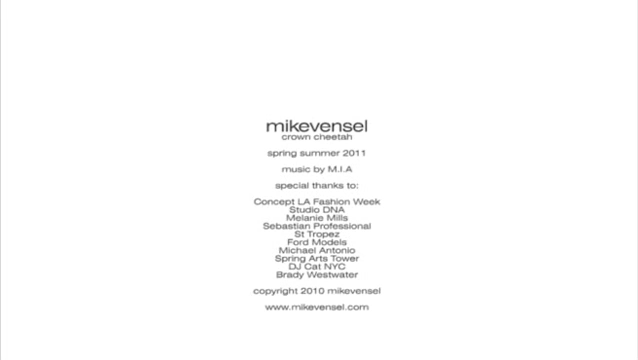 mikevensel
crown cheetah
spring summer 2011
music by M.I.A
special thanks to:
Concept LA Fashion Week
Studio DNA
Melanie Mills
Sebastian Professional
St Tropez
Ford Models
Michael Antonio
Spring Arts Tower
DJ Cat NYC
Brady Westwater
copyright 2010 mikevensel
www.mikevensel.com